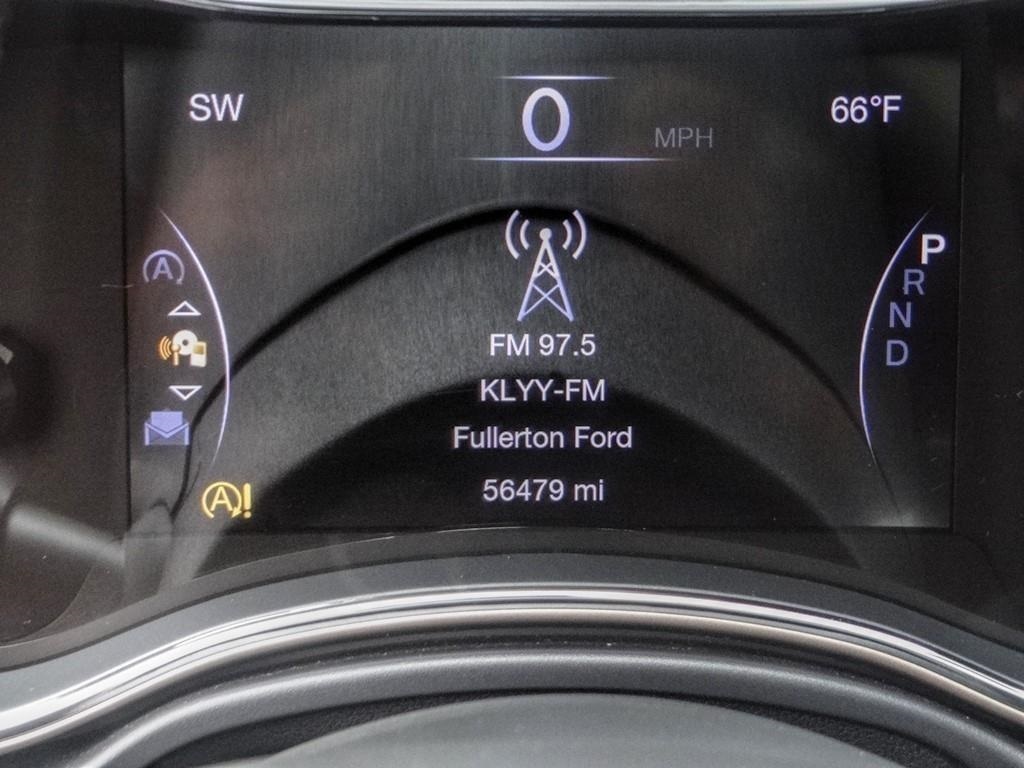 SW
0 MPH
66°F
A
P
R
N
D
FM 97.5
KLYY-FM
Fullerton Ford
56479 mi
A!